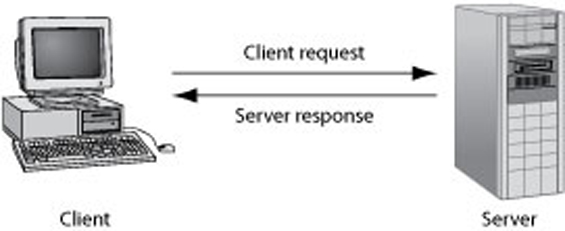 Client request
Server response
Client
Server